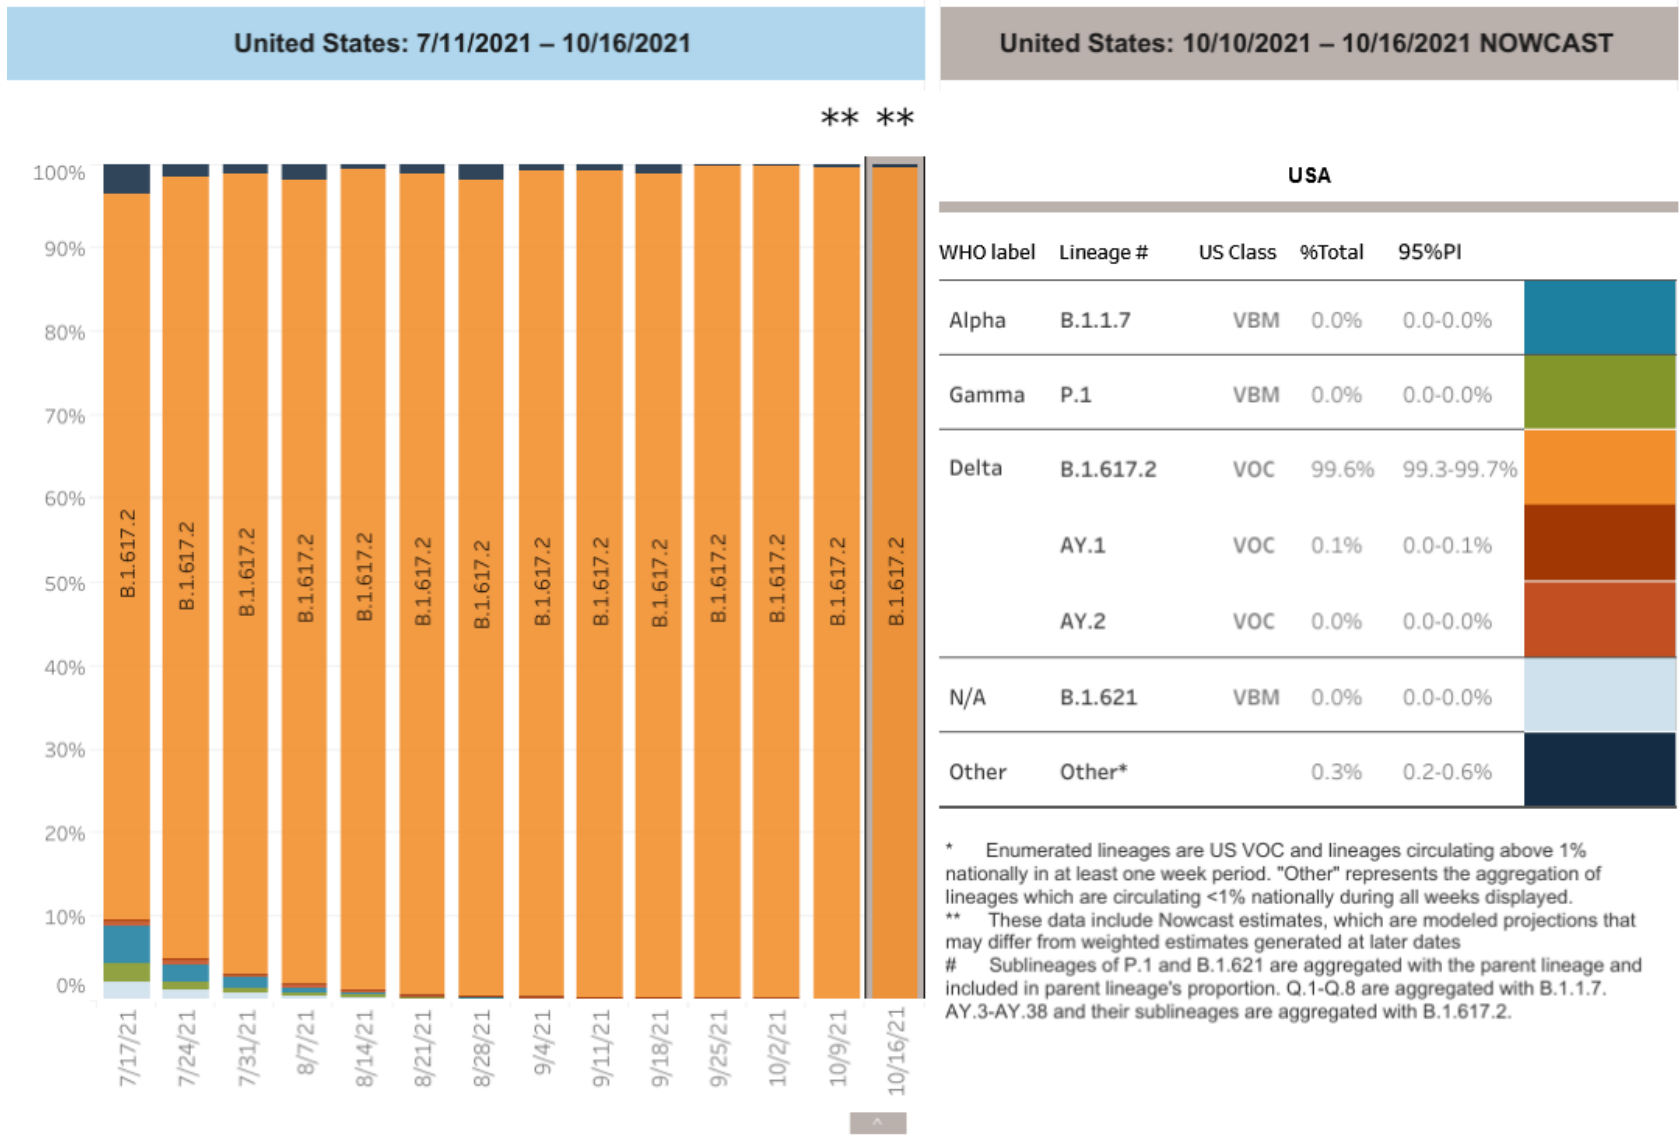 United States: 7/11/2021 – 10/16/2021
United States: 10/10/2021 – 10/16/2021 NOWCAST
** **
100%
90%
80%
70%
60%
50%
40%
30%
20%
10%
0%
B.1.617.2
B.1.617.2
B.1.617.2
B.1.617.2
B.1.617.2
B.1.617.2
B.1.617.2
B.1.617.2
B.1.617.2
B.1.617.2
B.1.617.2
B.1.617.2
B.1.617.2
B.1.617.2
7/17/21
7/24/21
7/31/21
8/7/21
8/14/21
8/21/21
8/28/21
9/4/21
9/11/21
9/18/21
9/25/21
10/2/21
10/9/21
10/16/21
USA
WHO label Lineage # US Class %Total 95%PI
Alpha B.1.1.7 VBM 0.0% 0.0-0.0%
Gamma P.1 VBM 0.0% 0.0-0.0%
Delta B.1.617.2 VOC 99.6% 99.3-99.7%
AY.1 VOC 0.1% 0.0-0.1%
AY.2 VOC 0.0% 0.0-0.0%
N/A B.1.621 VBM 0.0% 0.0-0.0%
Other Other* 0.3% 0.2-0.6%
* Enumerated lineages are US VOC and lineages circulating above 1%
nationally in at least one week period. "Other" represents the aggregation of
lineages which are circulating <1% nationally during all weeks displayed.
** These data include Nowcast estimates, which are modeled projections that
may differ from weighted estimates generated at later dates
# Sublineages of P.1 and B.1.621 are aggregated with the parent lineage and
included in parent lineage's proportion. Q.1-Q.8 are aggregated with B.1.1.7.
AY.3-AY.38 and their sublineages are aggregated with B.1.617.2.